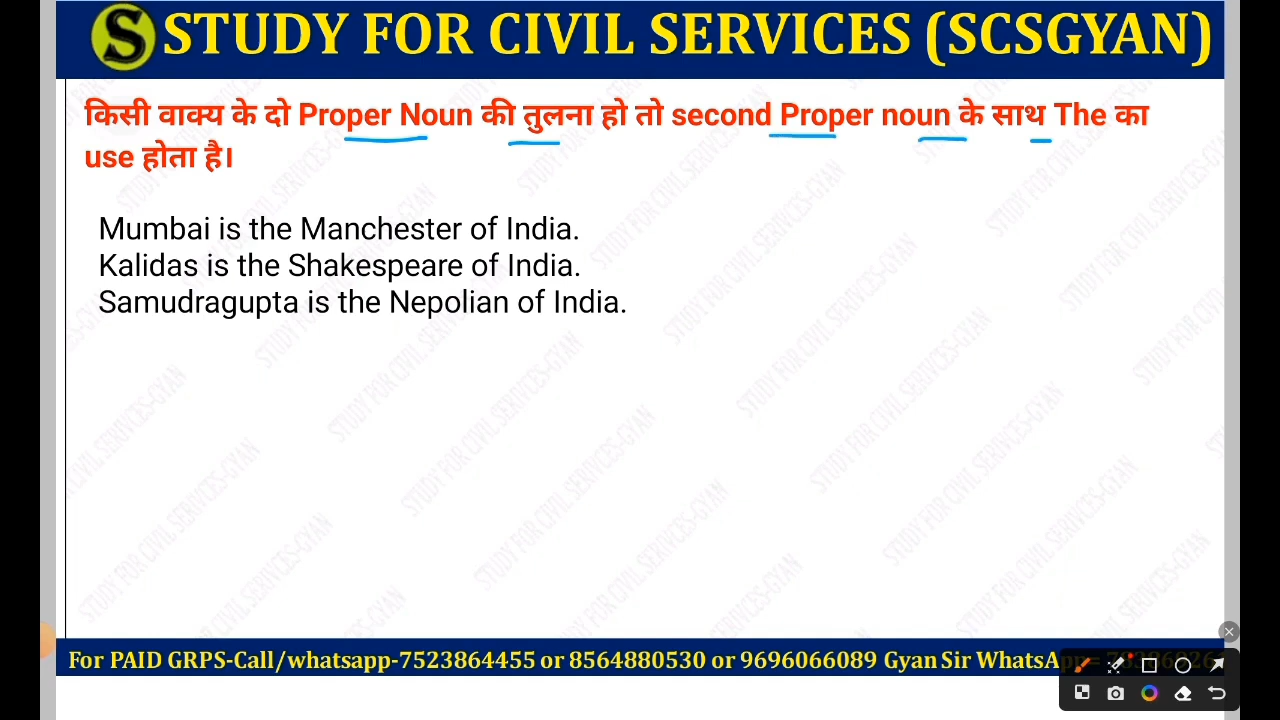 S STUDY FOR CIVIL SERVICES (SCSGYAN)
किसी वाक्य के दो Proper Noun की तुलना हो तो second Proper noun के साथ The का
use होता है।
Mumbai is the Manchester of India.
Kalidas is the Shakespeare of India.
Samudragupta is the Nepolian of India.
For PAID GRPS-Call/whatsapp-7523864455 or 8564880530 or 9696066089 Gyan Sir WhatsApp=